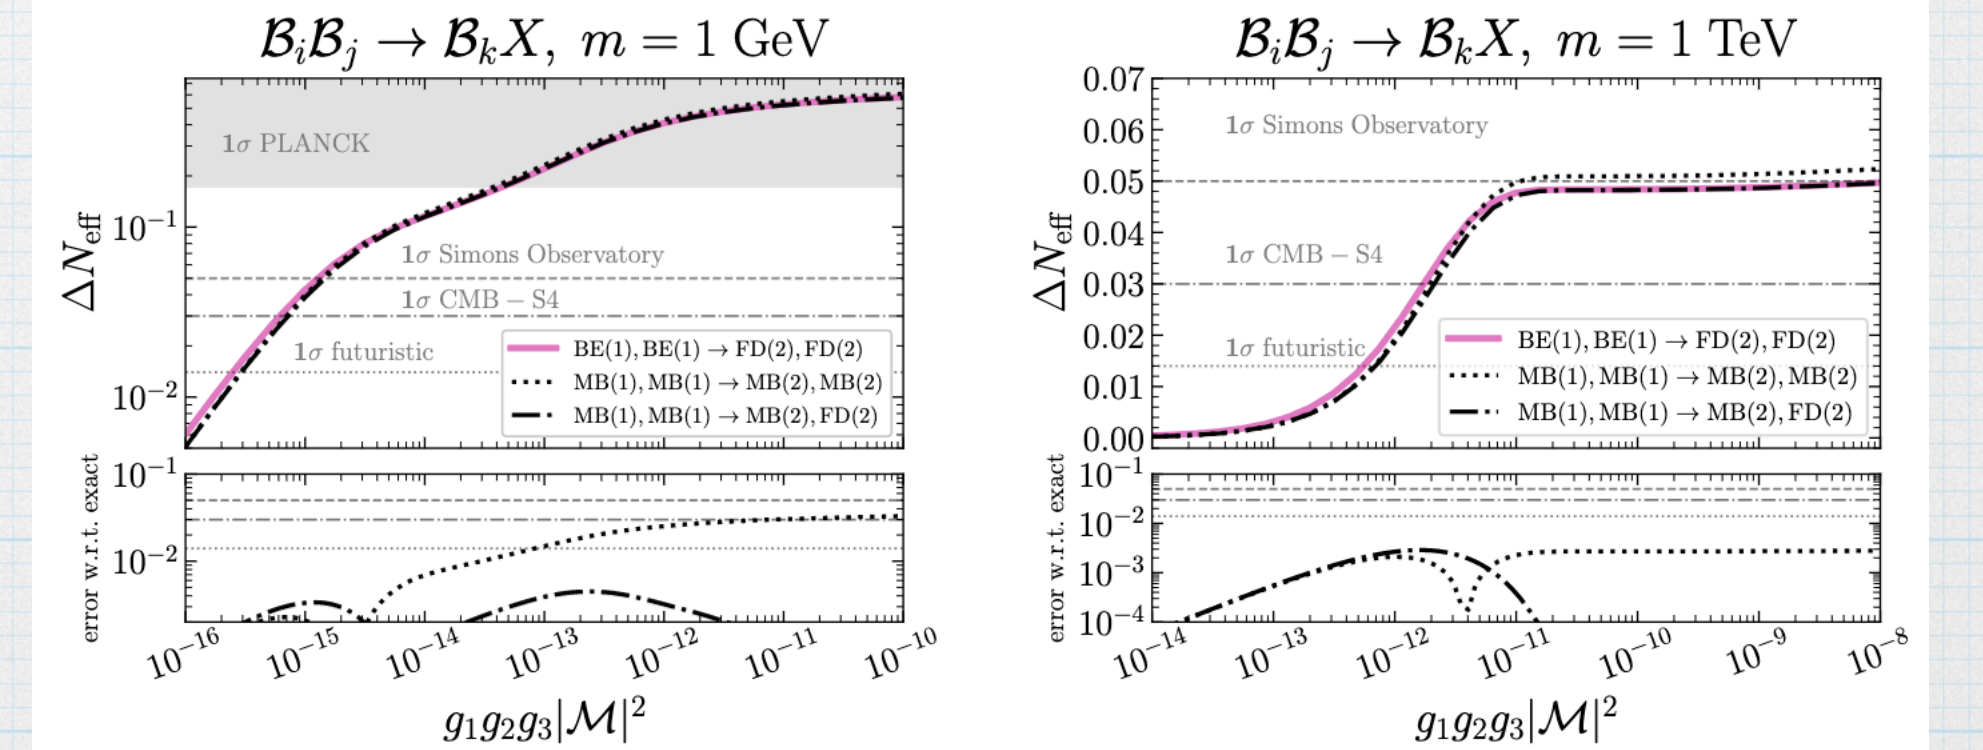 ℬᵢℬⱼ → ℬₖX, m = 1 GeV
1σ PLANCK
1σ Simons Observatory
1σ CMB − S4
1σ futuristic
BE(1), BE(1) → FD(2), FD(2)
MB(1), MB(1) → MB(2), MB(2)
MB(1), MB(1) → MB(2), FD(2)
ΔN_eff
10⁻¹
10⁻²
error w.r.t. exact
10⁻¹
10⁻²
10⁻¹⁶ 10⁻¹⁵ 10⁻¹⁴ 10⁻¹³ 10⁻¹² 10⁻¹¹ 10⁻¹⁰
g₁g₂g₃|ℳ|²
ℬᵢℬⱼ → ℬₖX, m = 1 TeV
0.07
0.06
0.05
0.04
0.03
0.02
0.01
0.00
ΔN_eff
1σ Simons Observatory
1σ CMB − S4
1σ futuristic
BE(1), BE(1) → FD(2), FD(2)
MB(1), MB(1) → MB(2), MB(2)
MB(1), MB(1) → MB(2), FD(2)
error w.r.t. exact
10⁻¹
10⁻²
10⁻³
10⁻⁴
10⁻¹⁴ 10⁻¹³ 10⁻¹² 10⁻¹¹ 10⁻¹⁰ 10⁻⁹ 10⁻⁸
g₁g₂g₃|ℳ|²